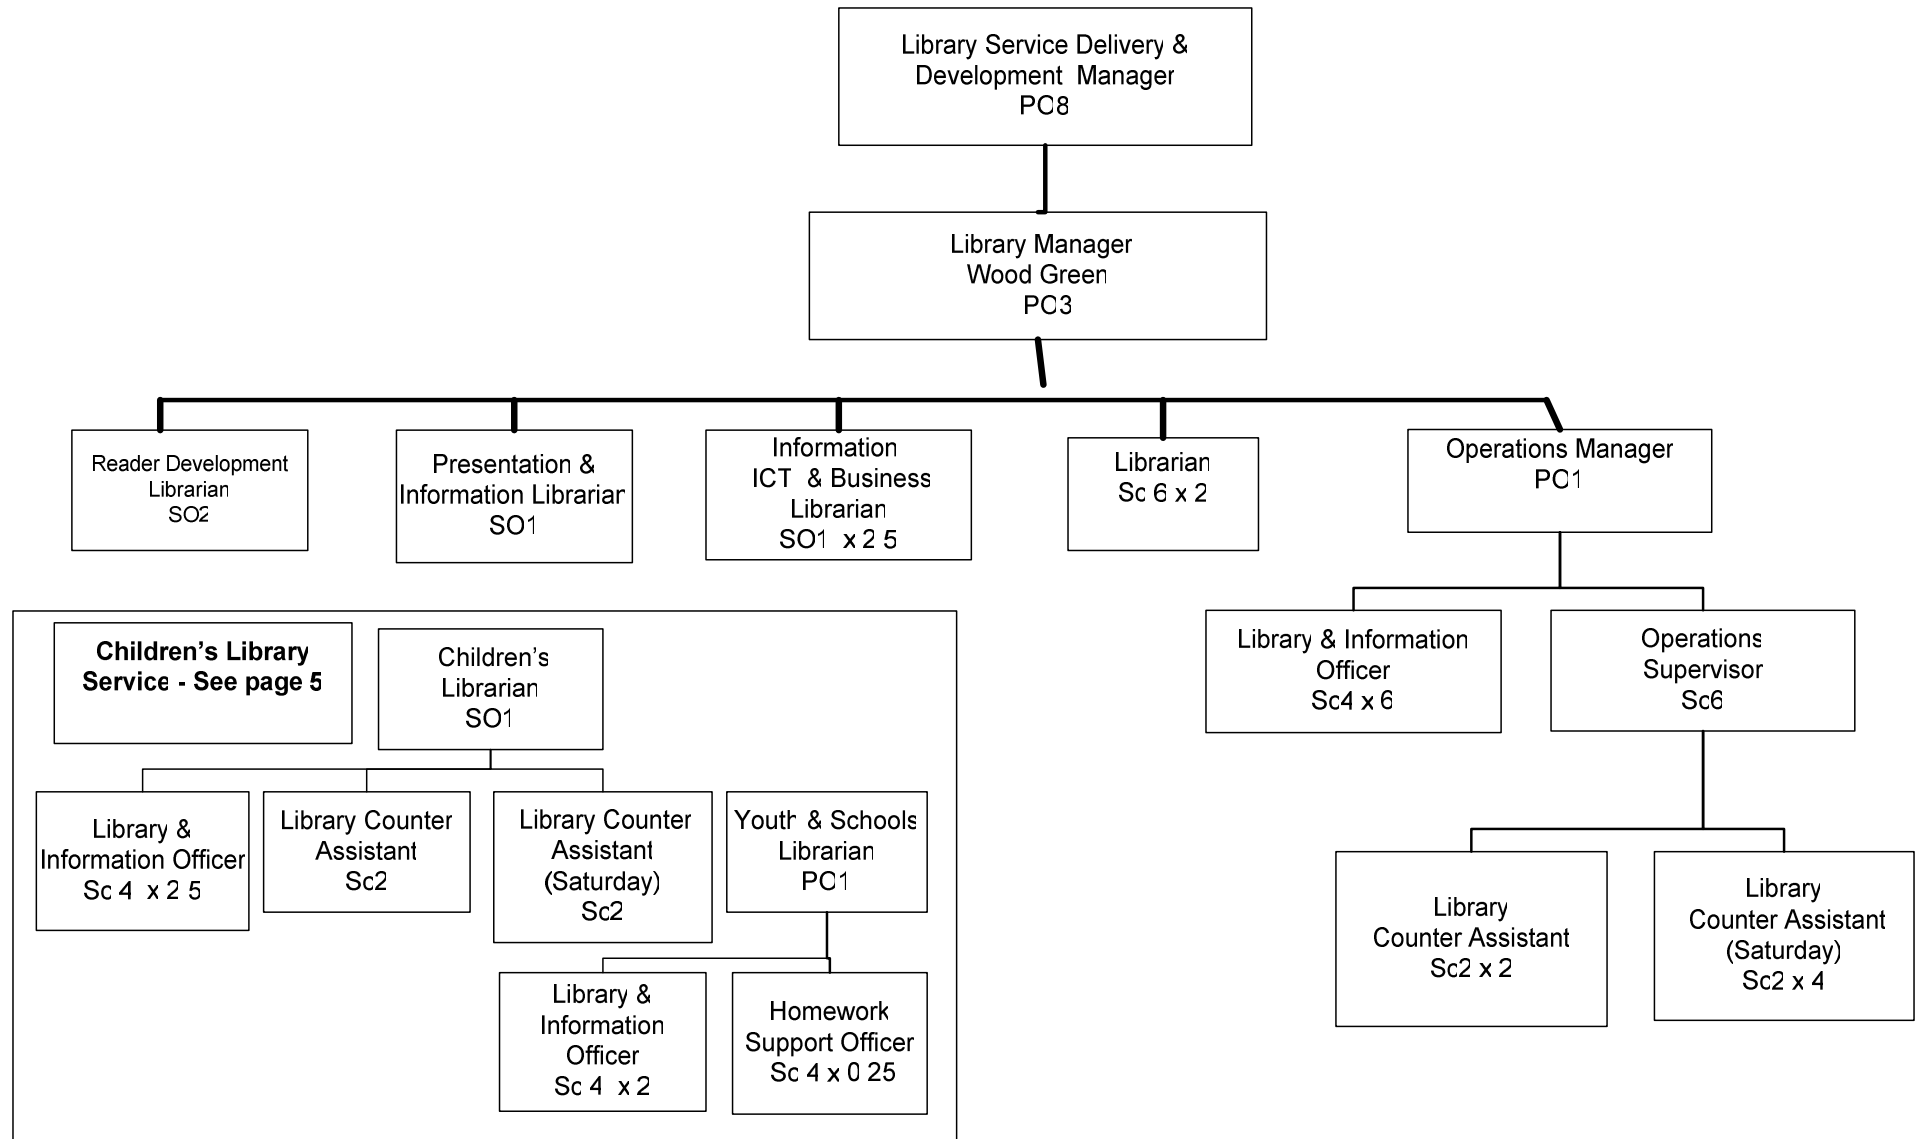 Library Service Delivery &
Development Manager
PO8
Library Manager
Wood Green
PO3
Reader Development
Librarian
SO2
Presentation &
Information Librarian
SO1
Information
ICT & Business
Librarian
SO1 x 2 5
Librarian
Sc 6 x 2
Operations Manager
PO1
Library & Information
Officer
Sc4 x 6
Operations
Supervisor
Sc6
Library
Counter Assistant
Sc2 x 2
Library
Counter Assistant
(Saturday)
Sc2 x 4
Children's Library
Service - See page 5
Children's
Librarian
SO1
Library &
Information Officer
Sc 4 x 2 5
Library Counter
Assistant
Sc2
Library Counter
Assistant
(Saturday)
Sc2
Youth & Schools
Librarian
PO1
Library &
Information
Officer
Sc 4 x 2
Homework
Support Officer
Sc 4 x 0 25